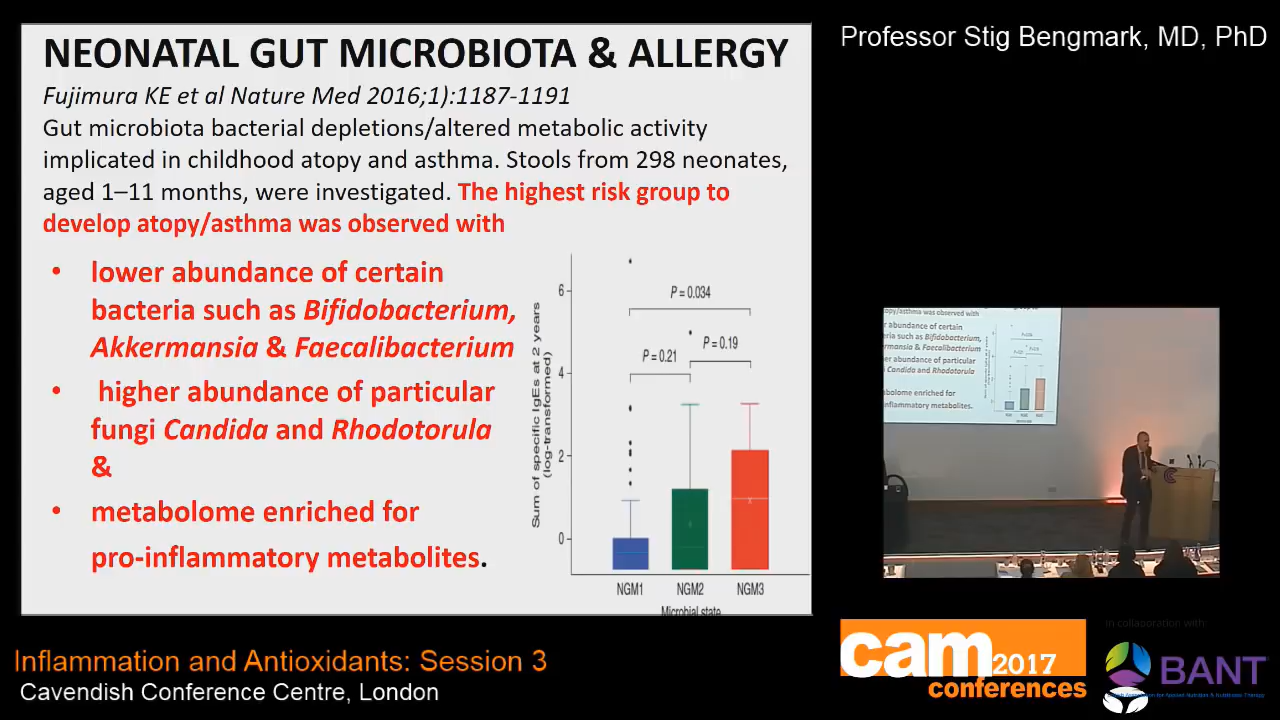 Professor Stig Bengmark, MD, PhD
NEONATAL GUT MICROBIOTA & ALLERGY
Fujimura KE et al Nature Med 2016;1):1187-1191
Gut microbiota bacterial depletions/altered metabolic activity
implicated in childhood atopy and asthma. Stools from 298 neonates,
aged 1–11 months, were investigated. The highest risk group to
develop atopy/asthma was observed with
• lower abundance of certain
bacteria such as Bifidobacterium,
Akkermansia & Faecalibacterium
• higher abundance of particular
fungi Candida and Rhodotorula
&
• metabolome enriched for
pro-inflammatory metabolites.
Sum of specific IgEs at 2 years
(log-transformed)
6
4
2
0
P = 0.034
P = 0.21
P = 0.19
NGM1 NGM2 NGM3
Microbial state
Inflammation and Antioxidants: Session 3
Cavendish Conference Centre, London
cam 2017
conferences
in collaboration with:
BANT